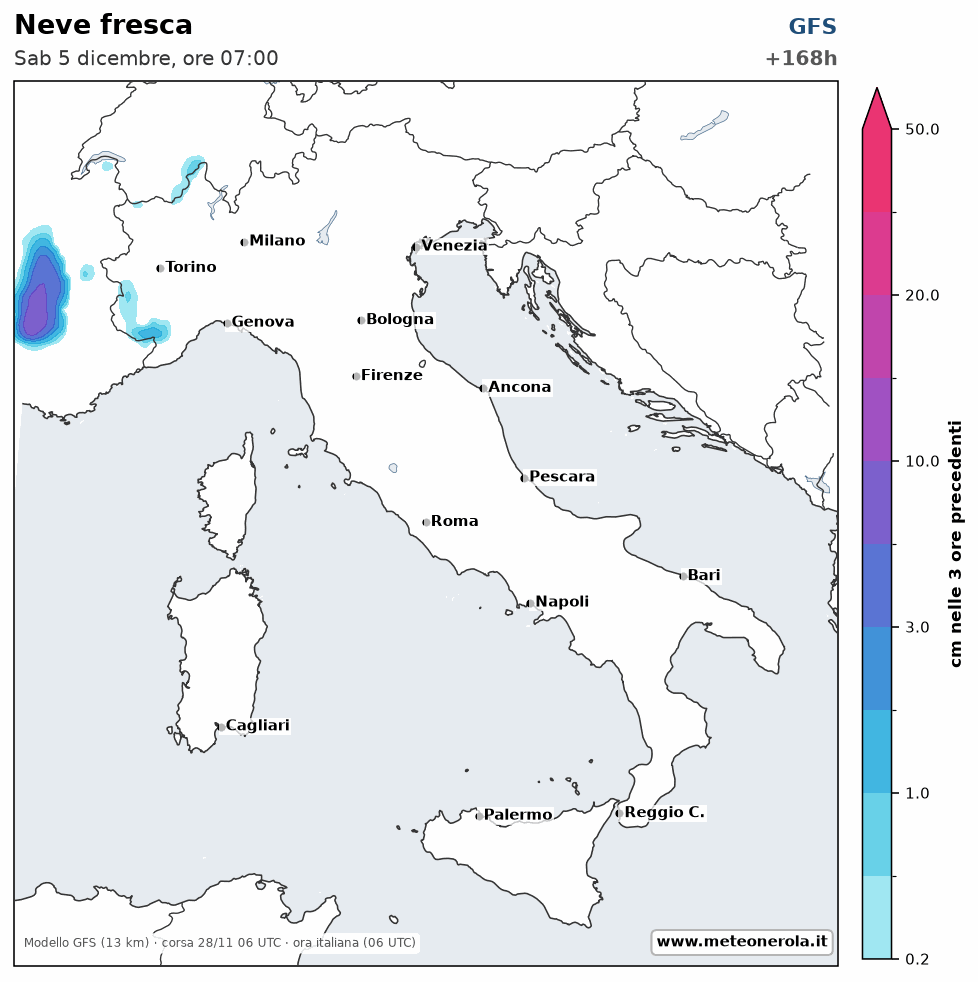 Neve fresca
GFS
Sab 5 dicembre, ore 07:00
+168h
50.0
20.0
10.0
3.0
1.0
0.2
cm nelle 3 ore precedenti
Milano
Venezia
Torino
Genova
Bologna
Firenze
Ancona
Pescara
Roma
Bari
Napoli
Cagliari
Palermo
Reggio C.
Modello GFS (13 km) · corsa 28/11 06 UTC · ora italiana (06 UTC)
www.meteonerola.it